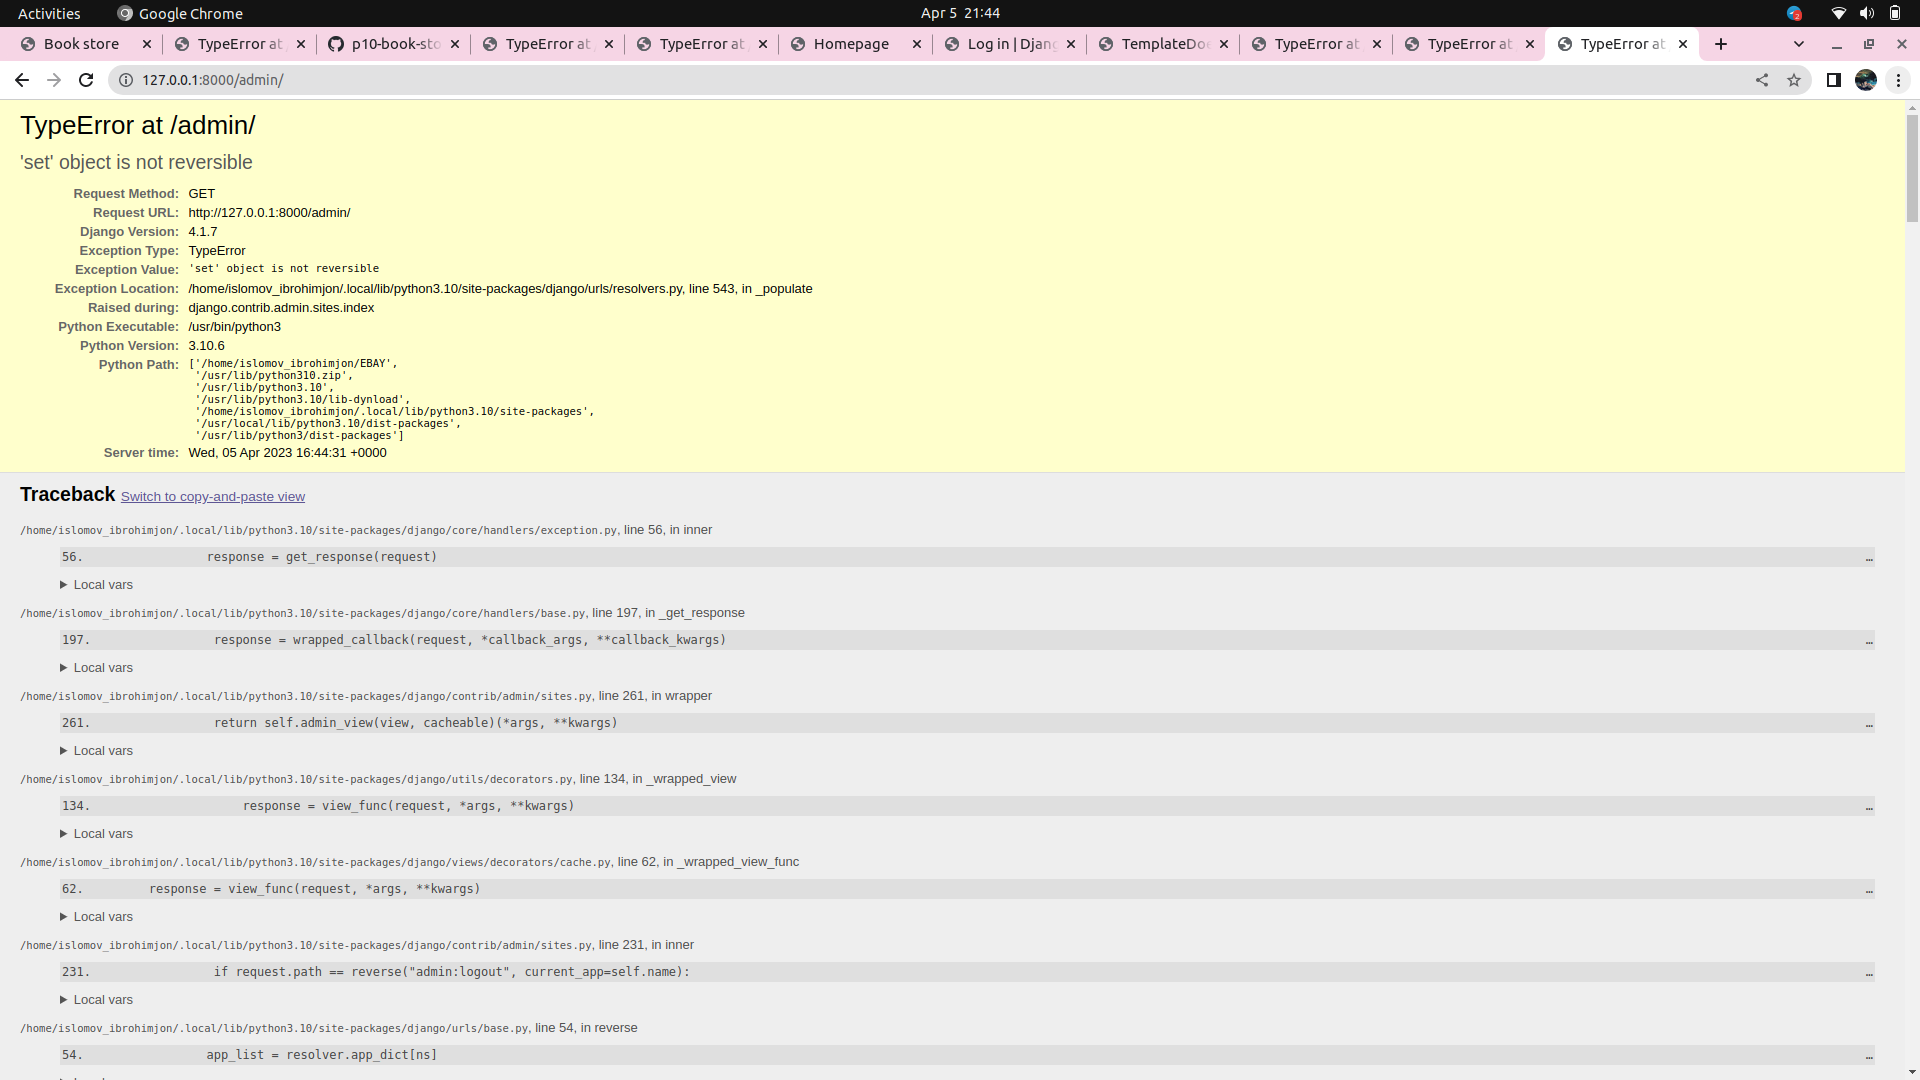 Activities
Google Chrome
Apr 5 21:44
2
Book store
TypeError at
p10-book-sto
TypeError at
TypeError at
Homepage
Log in | Djang
TemplateDoe
TypeError at
TypeError at
TypeError at
127.0.0.1:8000/admin/
TypeError at /admin/
'set' object is not reversible
Request Method: GET
Request URL: http://127.0.0.1:8000/admin/
Django Version: 4.1.7
Exception Type: TypeError
Exception Value: 'set' object is not reversible
Exception Location: /home/islomov_ibrohimjon/.local/lib/python3.10/site-packages/django/urls/resolvers.py, line 543, in _populate
Raised during: django.contrib.admin.sites.index
Python Executable: /usr/bin/python3
Python Version: 3.10.6
Python Path: ['/home/islomov_ibrohimjon/EBAY',
'/usr/lib/python310.zip',
'/usr/lib/python3.10',
'/usr/lib/python3.10/lib-dynload',
'/home/islomov_ibrohimjon/.local/lib/python3.10/site-packages',
'/usr/local/lib/python3.10/dist-packages',
'/usr/lib/python3/dist-packages']
Server time: Wed, 05 Apr 2023 16:44:31 +0000
Traceback Switch to copy-and-paste view
/home/islomov_ibrohimjon/.local/lib/python3.10/site-packages/django/core/handlers/exception.py, line 56, in inner
56. response = get_response(request) …
Local vars
/home/islomov_ibrohimjon/.local/lib/python3.10/site-packages/django/core/handlers/base.py, line 197, in _get_response
197. response = wrapped_callback(request, *callback_args, **callback_kwargs) …
Local vars
/home/islomov_ibrohimjon/.local/lib/python3.10/site-packages/django/contrib/admin/sites.py, line 261, in wrapper
261. return self.admin_view(view, cacheable)(*args, **kwargs) …
Local vars
/home/islomov_ibrohimjon/.local/lib/python3.10/site-packages/django/utils/decorators.py, line 134, in _wrapped_view
134. response = view_func(request, *args, **kwargs) …
Local vars
/home/islomov_ibrohimjon/.local/lib/python3.10/site-packages/django/views/decorators/cache.py, line 62, in _wrapped_view_func
62. response = view_func(request, *args, **kwargs) …
Local vars
/home/islomov_ibrohimjon/.local/lib/python3.10/site-packages/django/contrib/admin/sites.py, line 231, in inner
231. if request.path == reverse("admin:logout", current_app=self.name): …
Local vars
/home/islomov_ibrohimjon/.local/lib/python3.10/site-packages/django/urls/base.py, line 54, in reverse
54. app_list = resolver.app_dict[ns] …